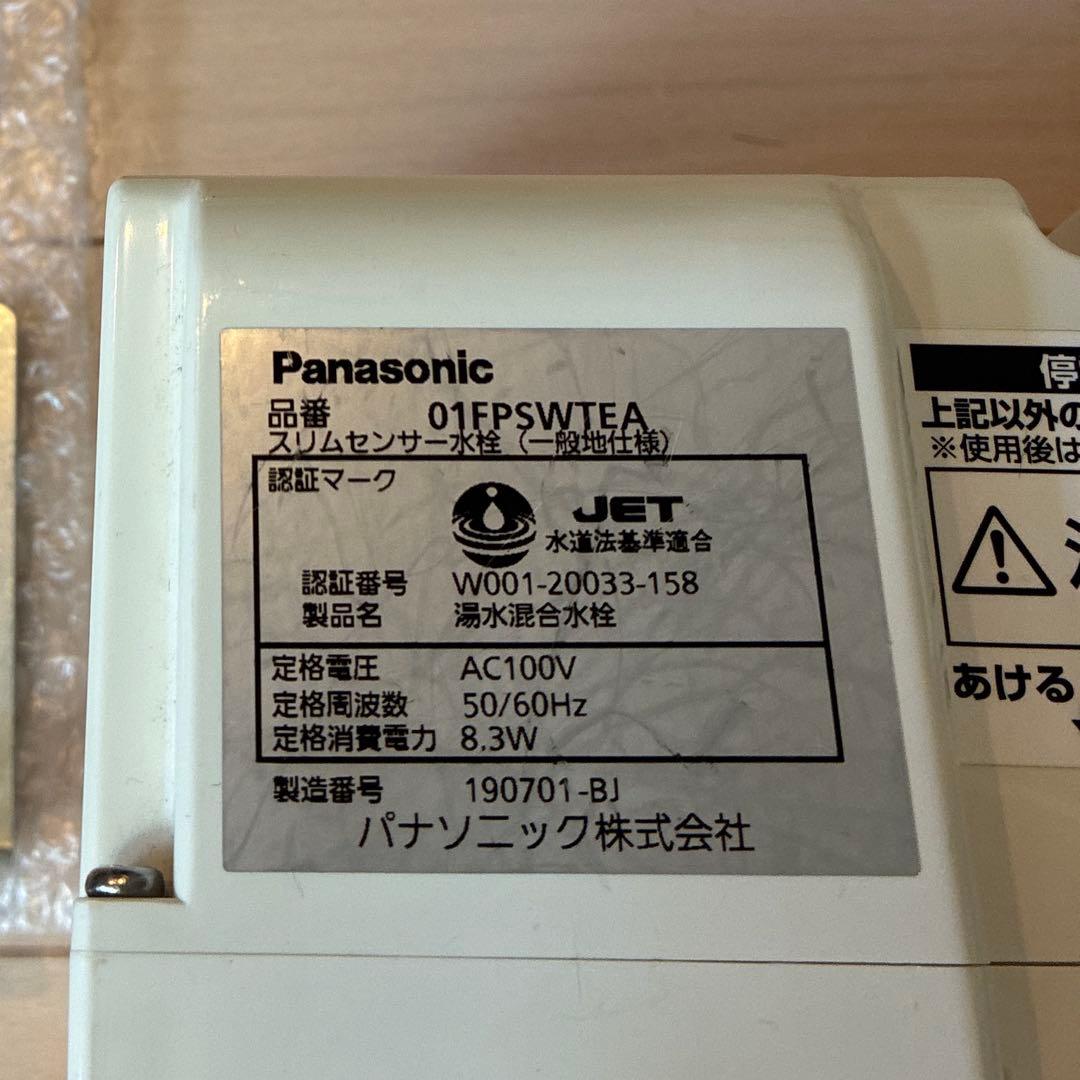 Panasonic
品番 01FPSWTEA
スリムセンサー水栓(一般地仕様)
認証マーク
JET
水道法基準適合
認証番号 W001-20033-158
製品名 湯水混合水栓
定格電圧 AC100V
定格周波数 50/60Hz
定格消費電力 8.3W
製造番号 190701-BJ
パナソニック株式会社
停
上記以外の
※使用後は
あける